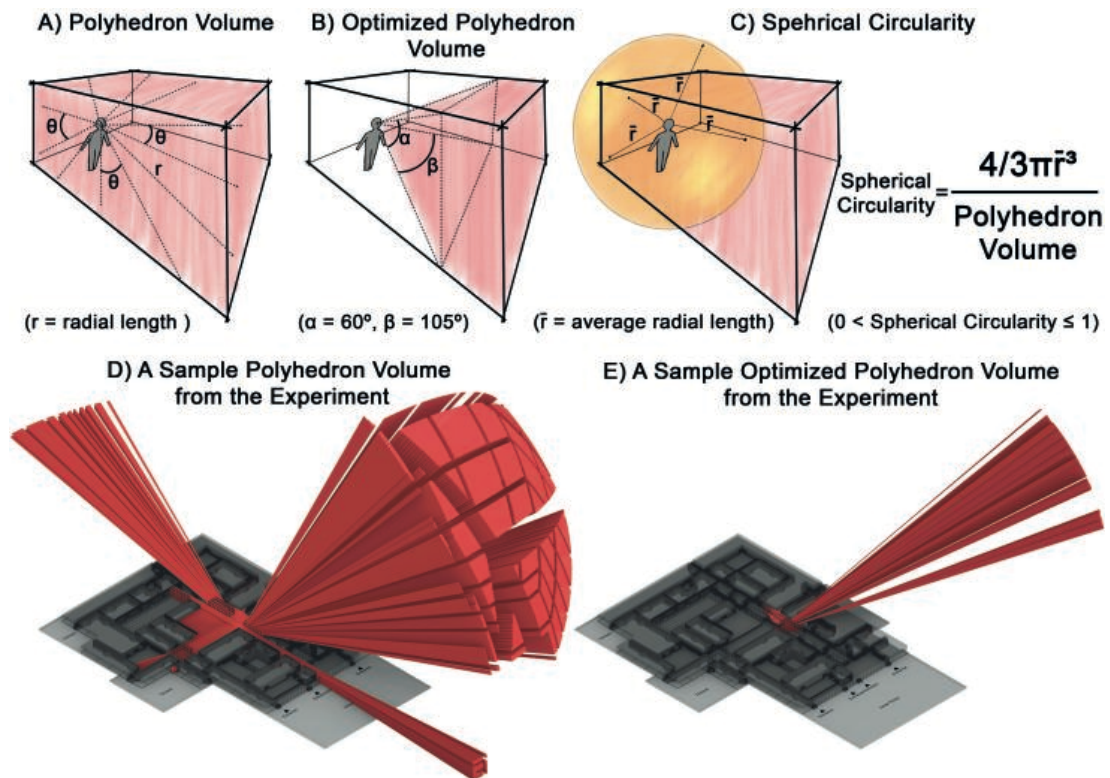 A) Polyhedron Volume
B) Optimized Polyhedron
Volume
C) Spehrical Circularity
θ
θ
θ
r
α
β
r̄
r̄
r̄
r̄
Spherical
Circularity
=
4/3πr̄³
Polyhedron
Volume
(r = radial length )
(α = 60º, β = 105º)
(r̄ = average radial length)
(0 < Spherical Circularity ≤ 1)
D) A Sample Polyhedron Volume
from the Experiment
E) A Sample Optimized Polyhedron Volume
from the Experiment